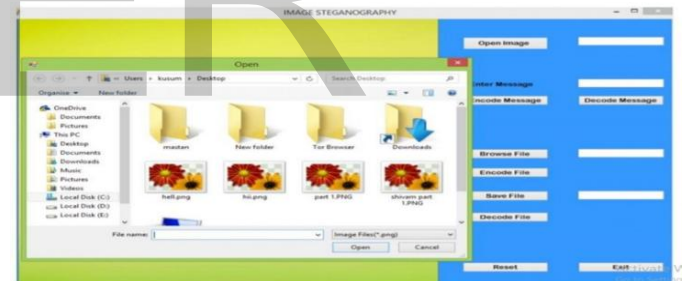 IMAGE STEGANOGRAPHY
Open
Users Kusum Desktop
Search Desktop
Organise New folder
OneDrive
Documents
Pictures
This PC
Desktop
Documents
Downloads
Music
Pictures
Videos
Local Disk (C:)
Local Disk (D:)
Local Disk (E:)
New folder Tor Browser Downloads
hell.png hii.png part 1.PNG shivam part
1.PNG
File name:
Image Files(*.png)
Open Cancel
Open Image
Enter Message
Encode Message Decode Message
Browse File
Encode File
Save File
Decode File
Reset Exit